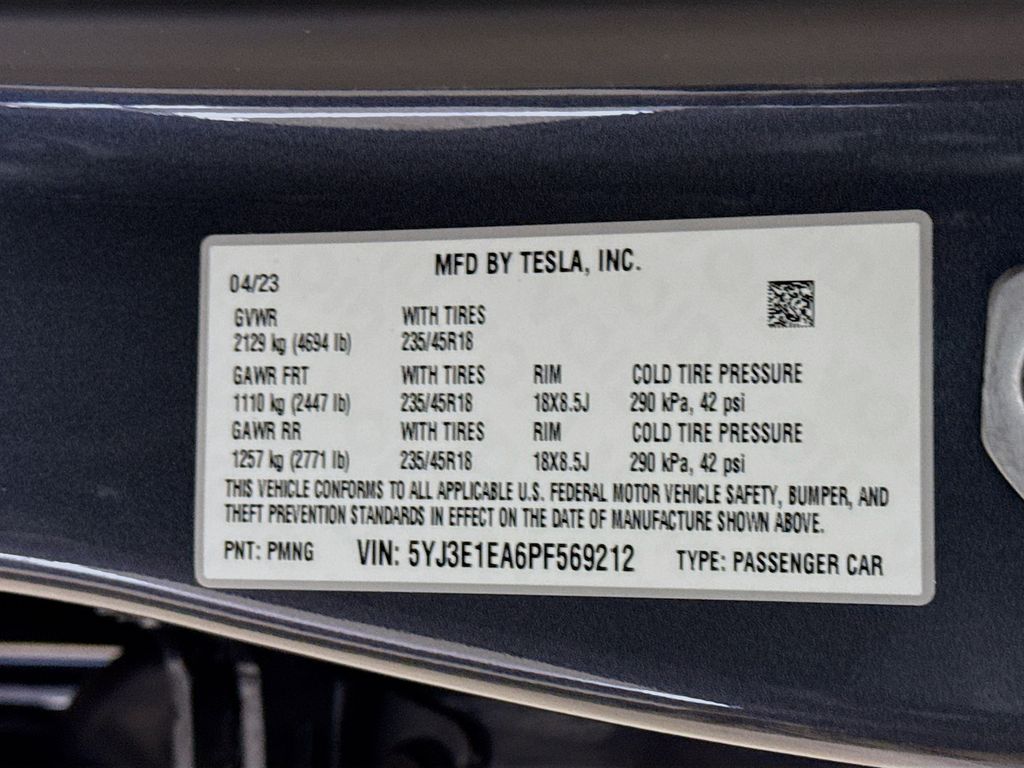 MFD BY TESLA, INC.
04/23
GVWR WITH TIRES
2129 kg (4694 lb) 235/45R18
GAWR FRT WITH TIRES RIM COLD TIRE PRESSURE
1110 kg (2447 lb) 235/45R18 18X8.5J 290 kPa, 42 psi
GAWR RR WITH TIRES RIM COLD TIRE PRESSURE
1257 kg (2771 lb) 235/45R18 18X8.5J 290 kPa, 42 psi
THIS VEHICLE CONFORMS TO ALL APPLICABLE U.S. FEDERAL MOTOR VEHICLE SAFETY, BUMPER, AND
THEFT PREVENTION STANDARDS IN EFFECT ON THE DATE OF MANUFACTURE SHOWN ABOVE.
PNT: PMNG VIN: 5YJ3E1EA6PF569212 TYPE: PASSENGER CAR